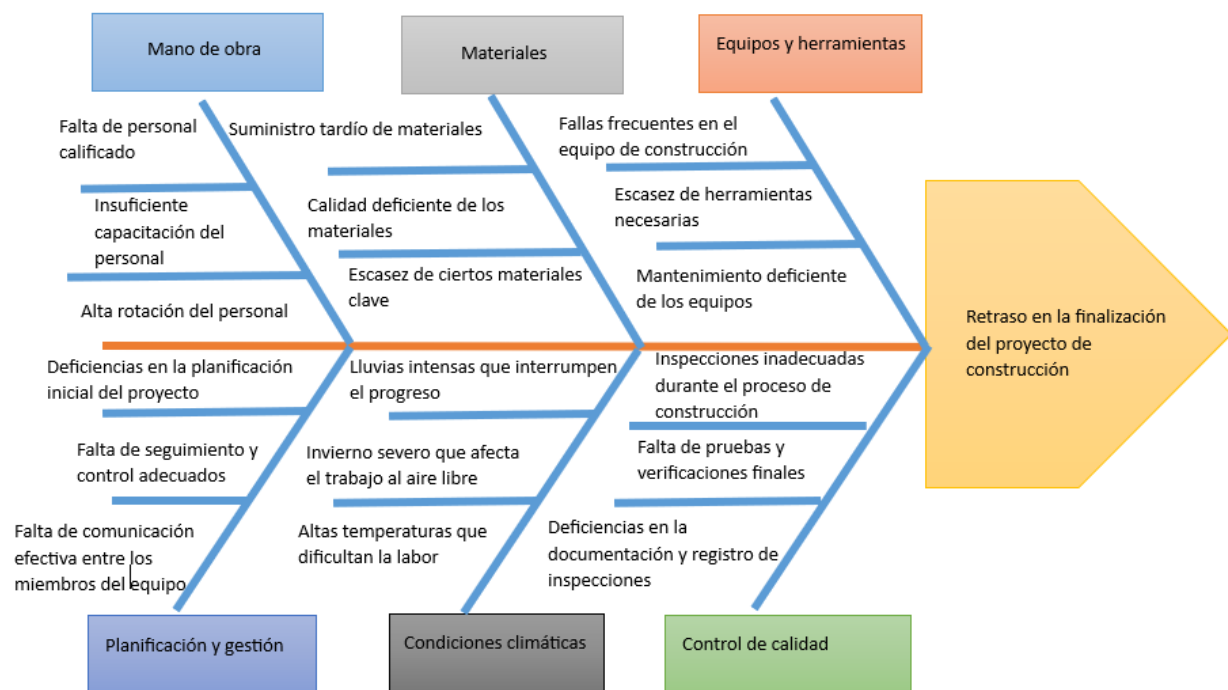 Mano de obra
Materiales
Equipos y herramientas
Falta de personal
calificado
Insuficiente
capacitación del
personal
Alta rotación del personal
Suministro tardío de materiales
Calidad deficiente de los
materiales
Escasez de ciertos materiales
clave
Fallas frecuentes en el
equipo de construcción
Escasez de herramientas
necesarias
Mantenimiento deficiente
de los equipos
Retraso en la finalización
del proyecto de
construcción
Deficiencias en la planificación
inicial del proyecto
Falta de seguimiento y
control adecuados
Falta de comunicación
efectiva entre los
miembros del equipo
Lluvias intensas que interrumpen
el progreso
Invierno severo que afecta
el trabajo al aire libre
Altas temperaturas que
dificultan la labor
Inspecciones inadecuadas
durante el proceso de
construcción
Falta de pruebas y
verificaciones finales
Deficiencias en la
documentación y registro de
inspecciones
Planificación y gestión
Condiciones climáticas
Control de calidad